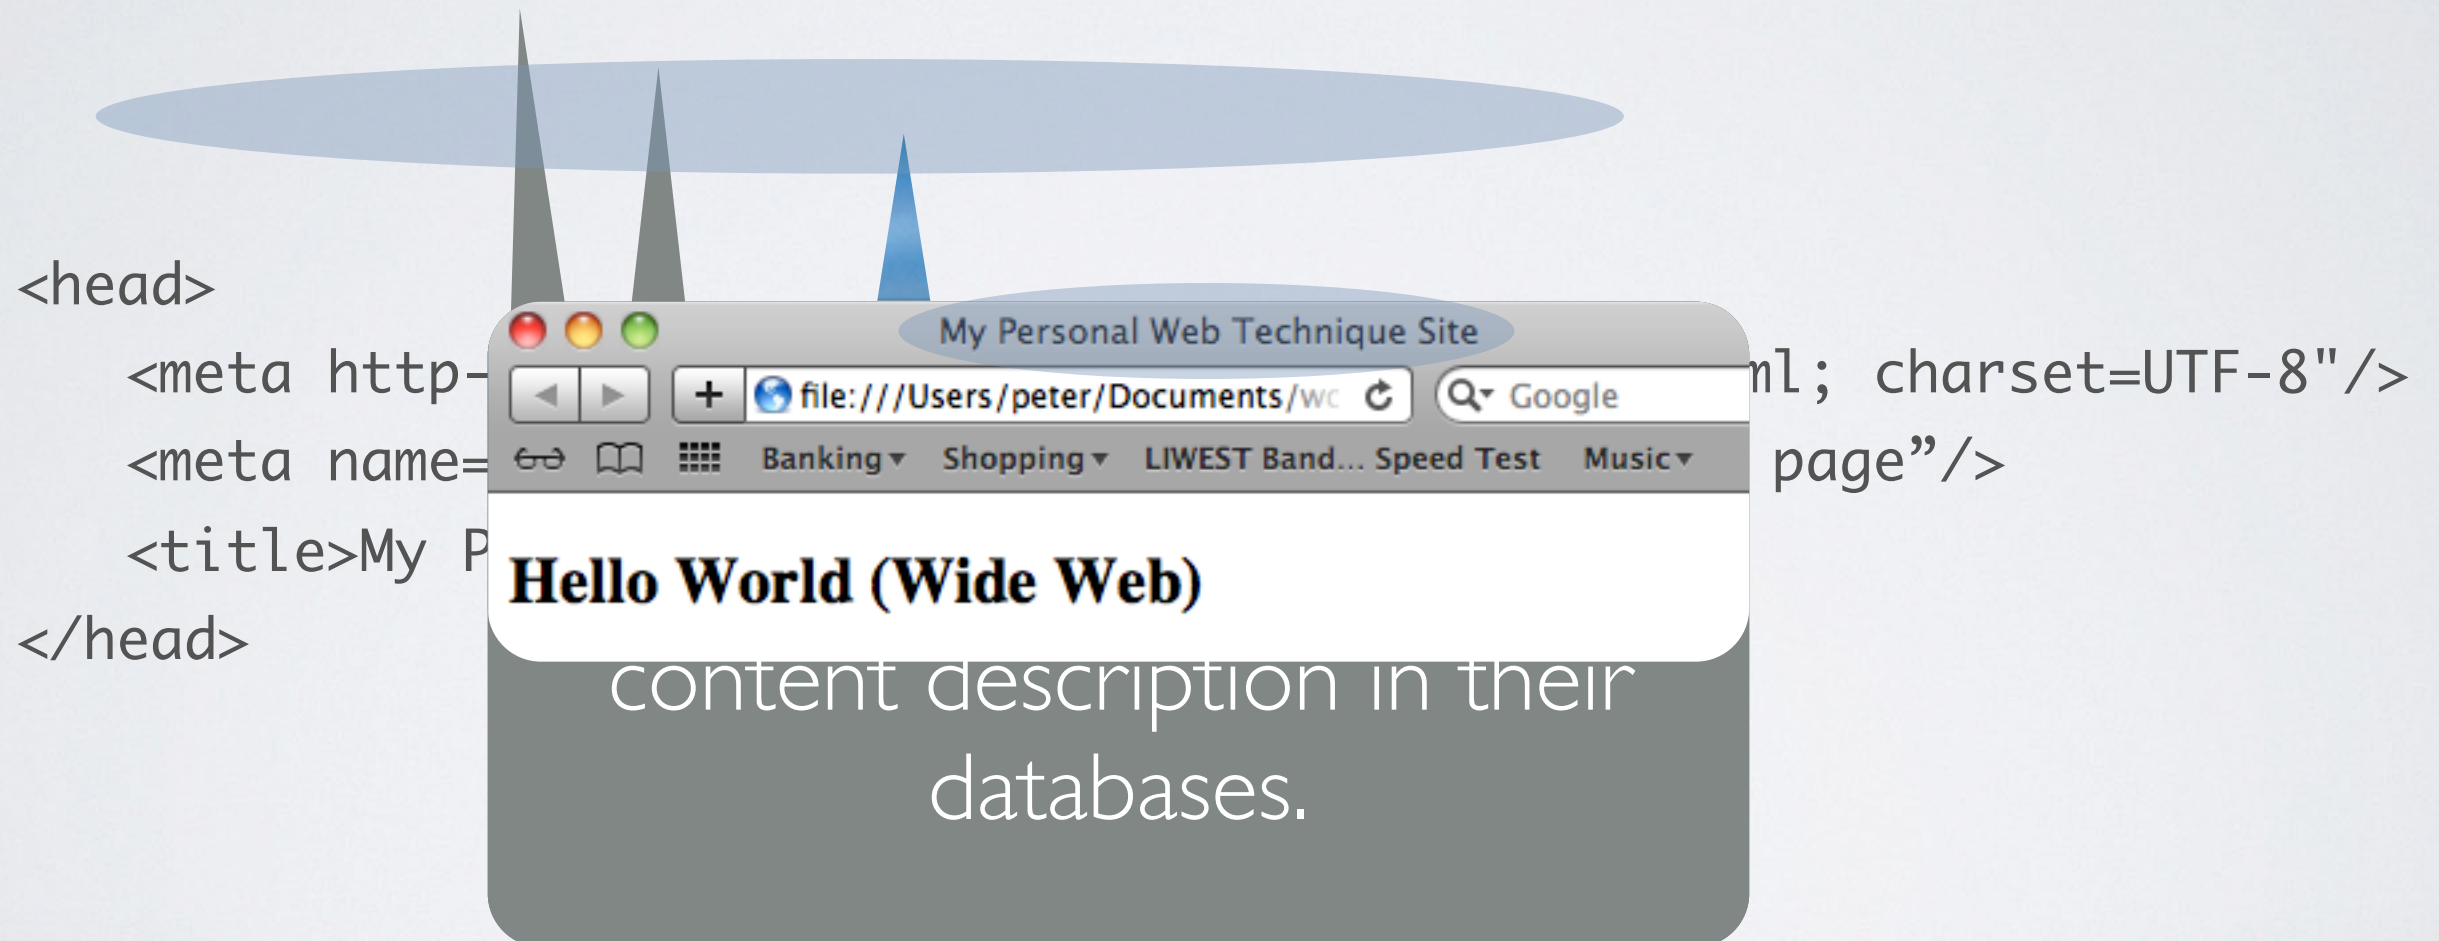 <head>
My Personal Web Technique Site
<meta http- ml; charset=UTF-8"/>
file:///Users/peter/Documents/wo Google
<meta name= page”/>
Banking Shopping LIWEST Band... Speed Test Music
<title>My P
Hello World (Wide Web)
</head>
content description in their
databases.